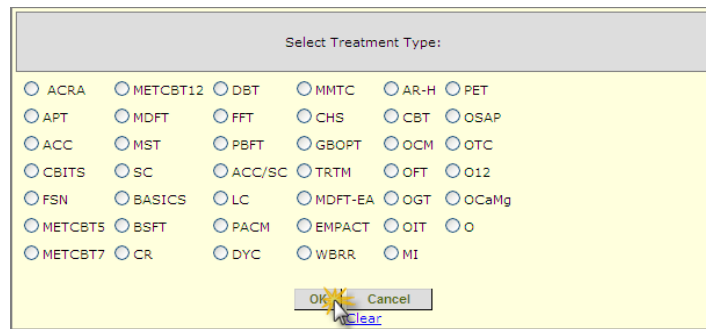 Select Treatment Type:
ACRA METCBT12 DBT MMTC AR-H PET
APT MDFT FFT CHS CBT OSAP
ACC MST PBFT GBOPT OCM OTC
CBITS SC ACC/SC TRTM OFT O12
FSN BASICS LC MDFT-EA OGT OCaMg
METCBT5 BSFT PACM EMPACT OIT O
METCBT7 CR DYC WBRR MI
OK Cancel
Clear